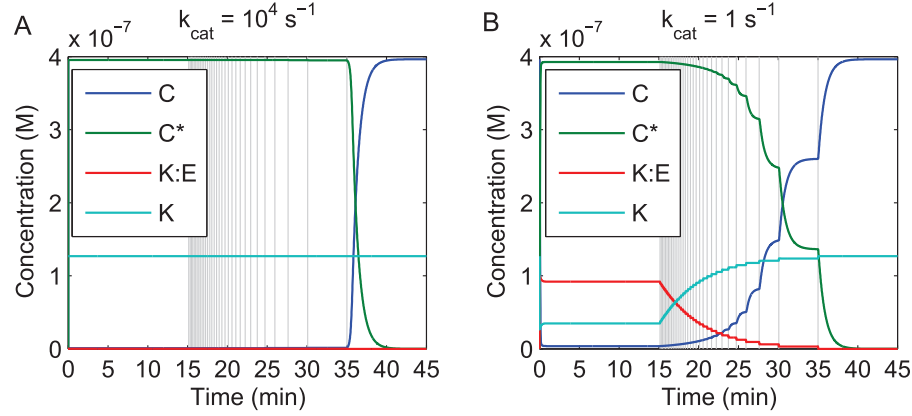 A
k_cat = 10^4 s^-1
x 10^-7
4
3
2
1
0
Concentration (M)
C
C*
K:E
K
0 5 10 15 20 25 30 35 40 45
Time (min)
B
k_cat = 1 s^-1
x 10^-7
4
3
2
1
0
Concentration (M)
C
C*
K:E
K
0 5 10 15 20 25 30 35 40 45
Time (min)